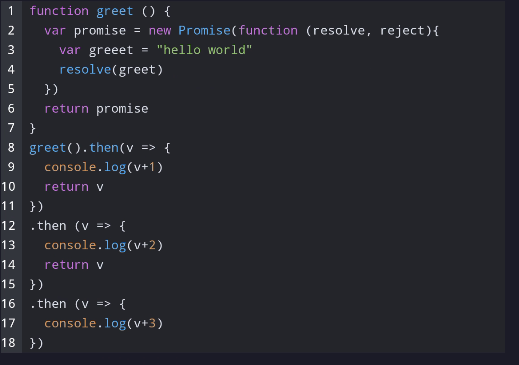 1 function greet () {
2   var promise = new Promise(function (resolve, reject){
3     var greeet = "hello world"
4     resolve(greet)
5   })
6   return promise
7 }
8 greet().then(v => {
9   console.log(v+1)
10   return v
11 })
12 .then (v => {
13   console.log(v+2)
14   return v
15 })
16 .then (v => {
17   console.log(v+3)
18 })